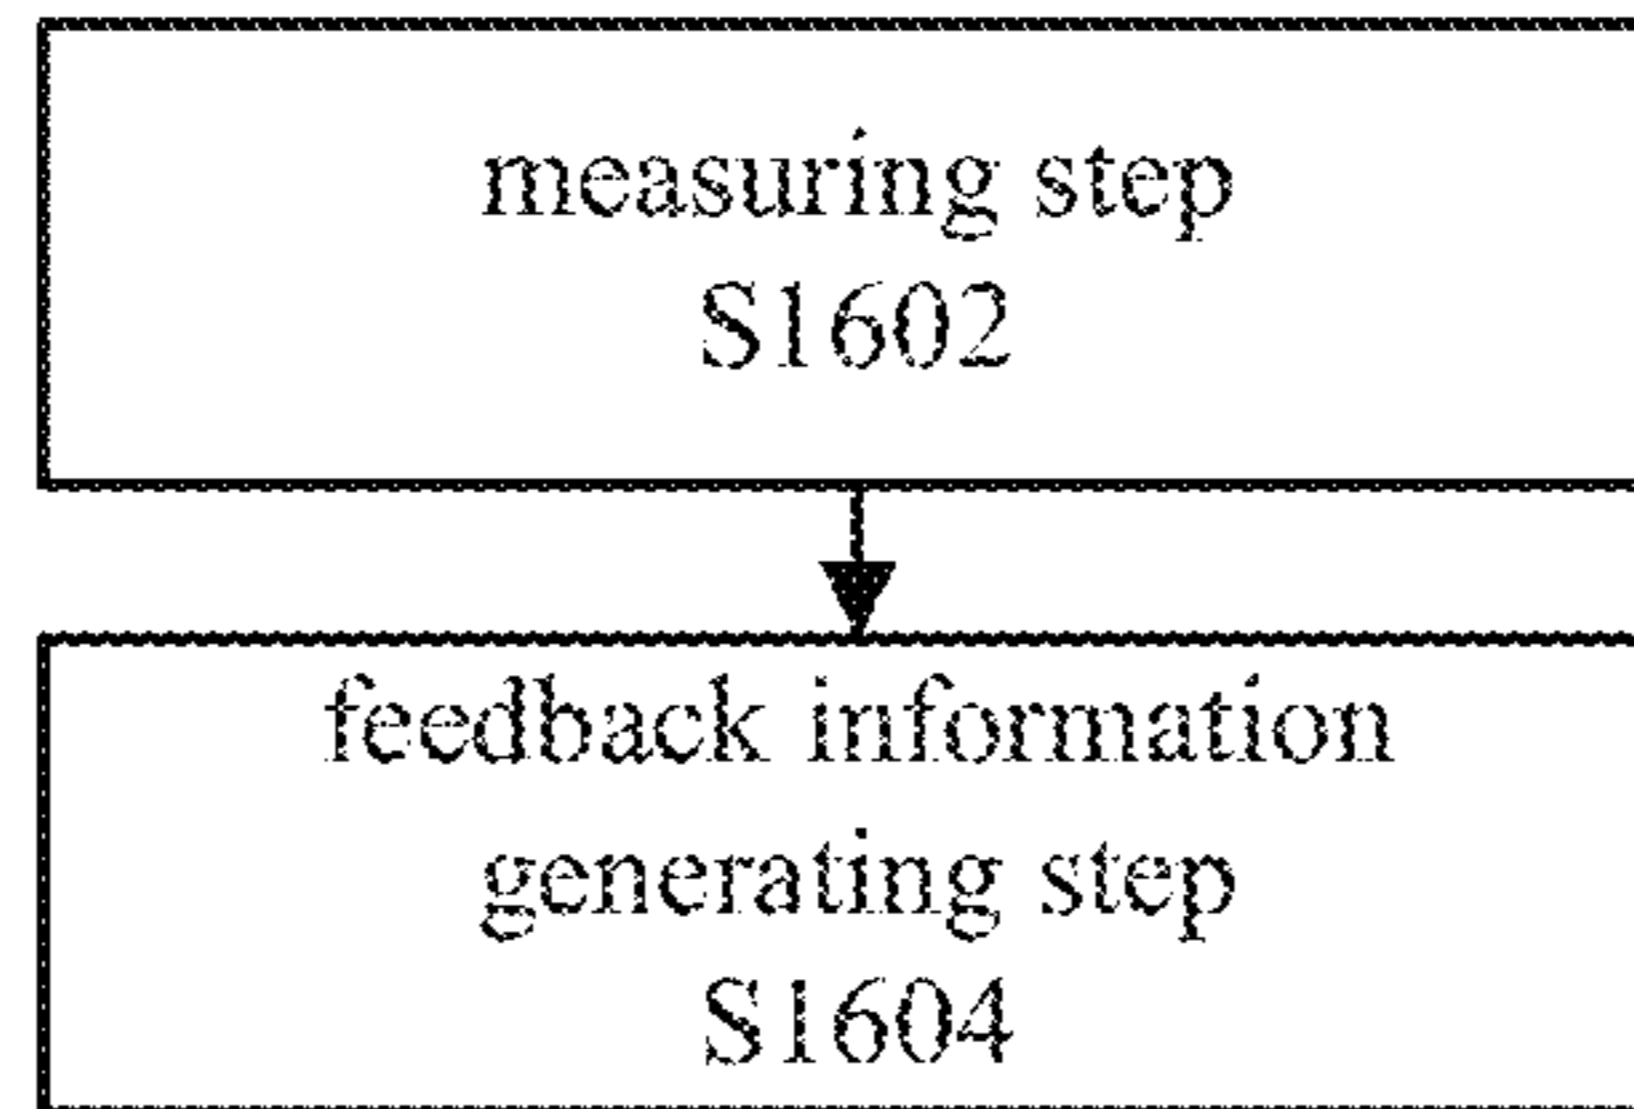 measuring step
S1602
feedback information
generating step
S1604